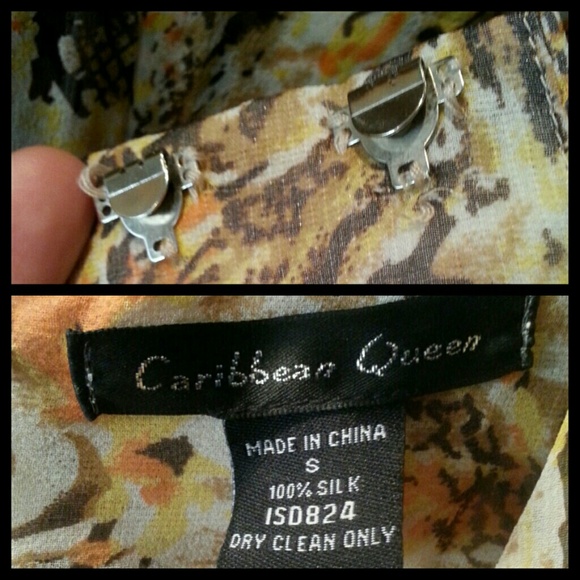 Caribbean Queen
MADE IN CHINA
S
100% SILK
ISD824
DRY CLEAN ONLY